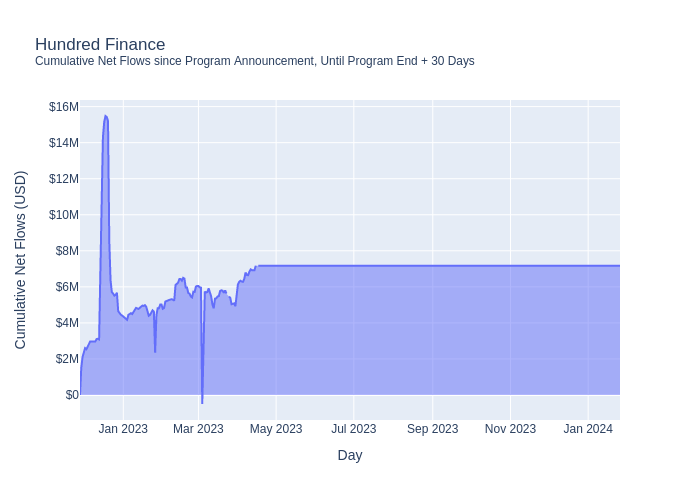 Hundred Finance
Cumulative Net Flows since Program Announcement, Until Program End + 30 Days
Cumulative Net Flows (USD)
$16M
$14M
$12M
$10M
$8M
$6M
$4M
$2M
$0
Jan 2023
Mar 2023
May 2023
Jul 2023
Sep 2023
Nov 2023
Jan 2024
Day